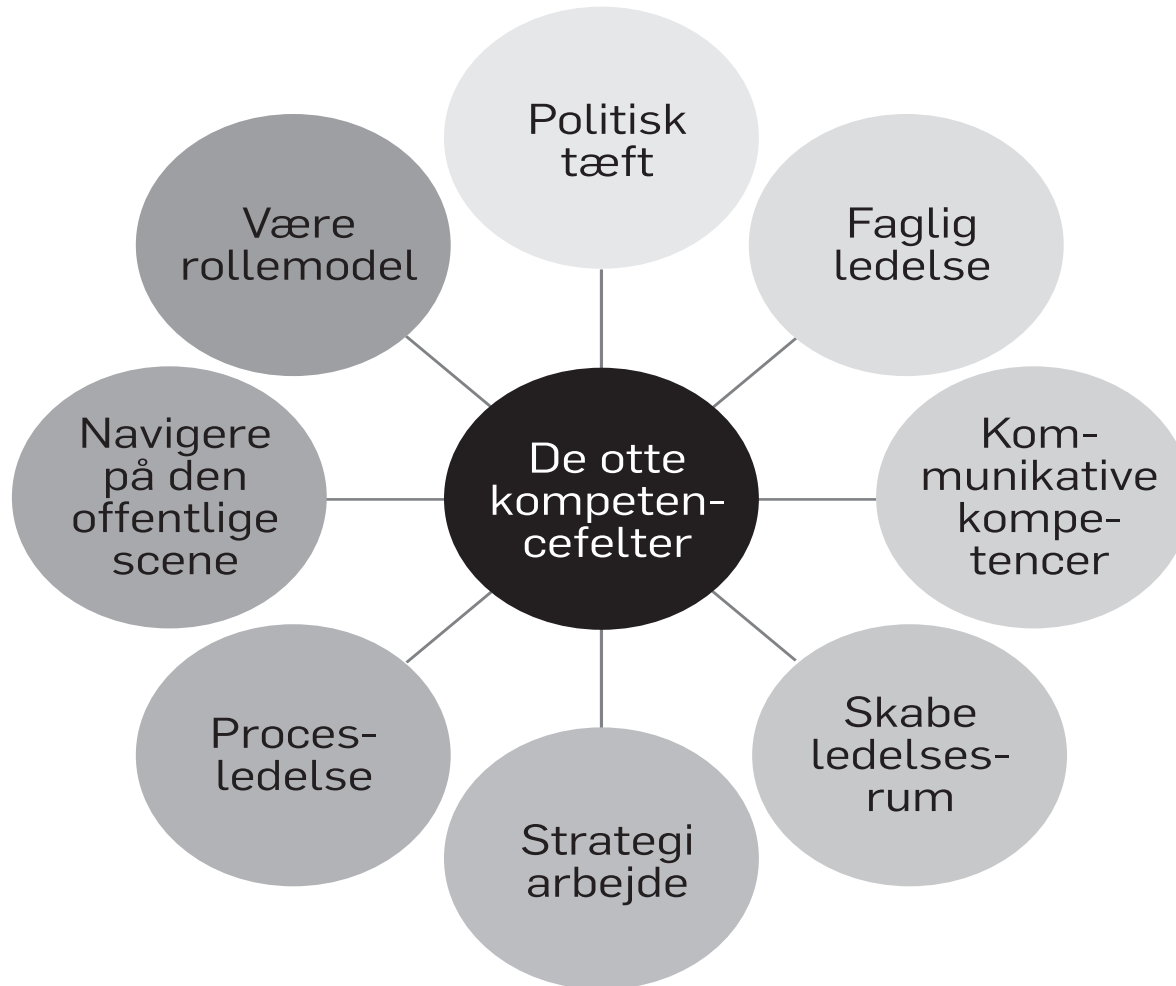 Politisk
tæft
Faglig
ledelse
Kom-
munikative
kompe-
tencer
Skabe
ledelses-
rum
Strategi
arbejde
Proces-
ledelse
Navigere
på den
offentlige
scene
Være
rollemodel
De otte
kompeten-
cefelter